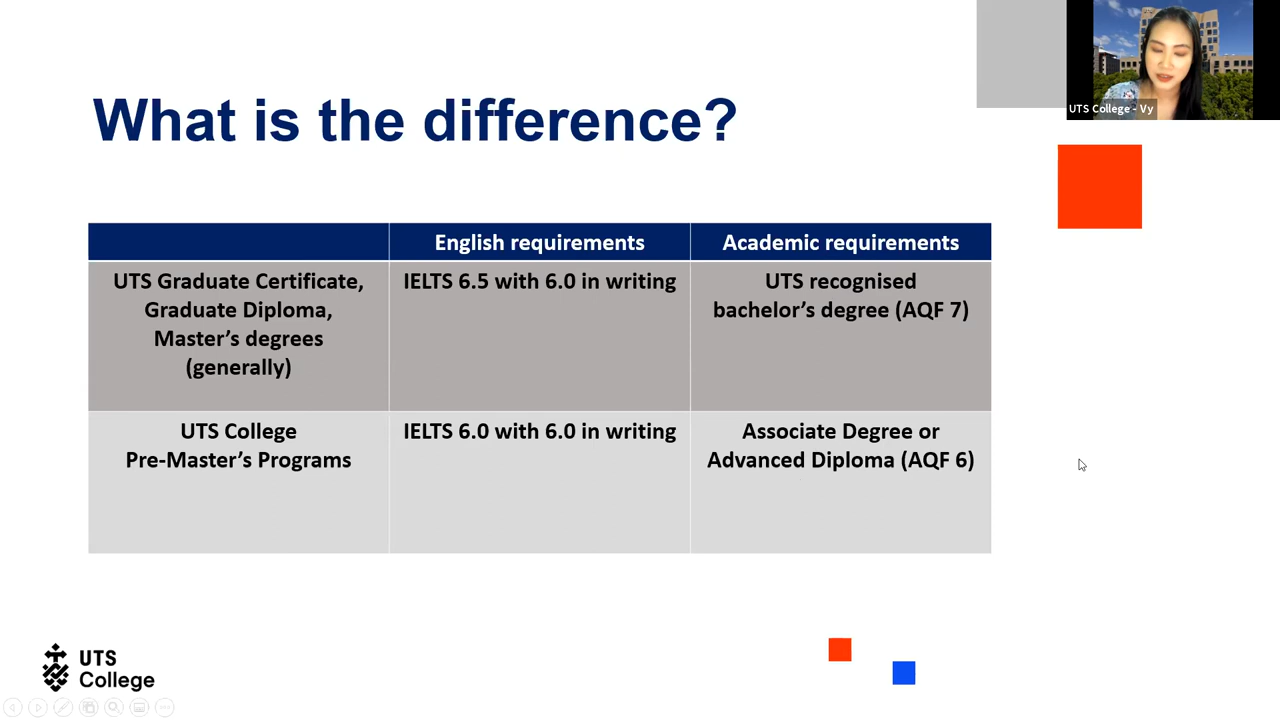 What is the difference?
UTS College - Vy
English requirements
Academic requirements
UTS Graduate Certificate,
Graduate Diploma,
Master's degrees
(generally)
IELTS 6.5 with 6.0 in writing
UTS recognised
bachelor's degree (AQF 7)
UTS College
Pre-Master's Programs
IELTS 6.0 with 6.0 in writing
Associate Degree or
Advanced Diploma (AQF 6)
UTS
College